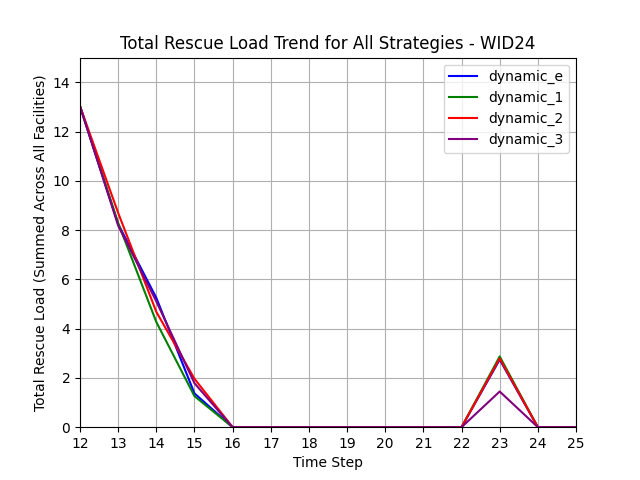 Total Rescue Load Trend for All Strategies - WID24
Total Rescue Load (Summed Across All Facilities)
14
12
10
8
6
4
2
0
dynamic_e
dynamic_1
dynamic_2
dynamic_3
12 13 14 15 16 17 18 19 20 21 22 23 24 25
Time Step